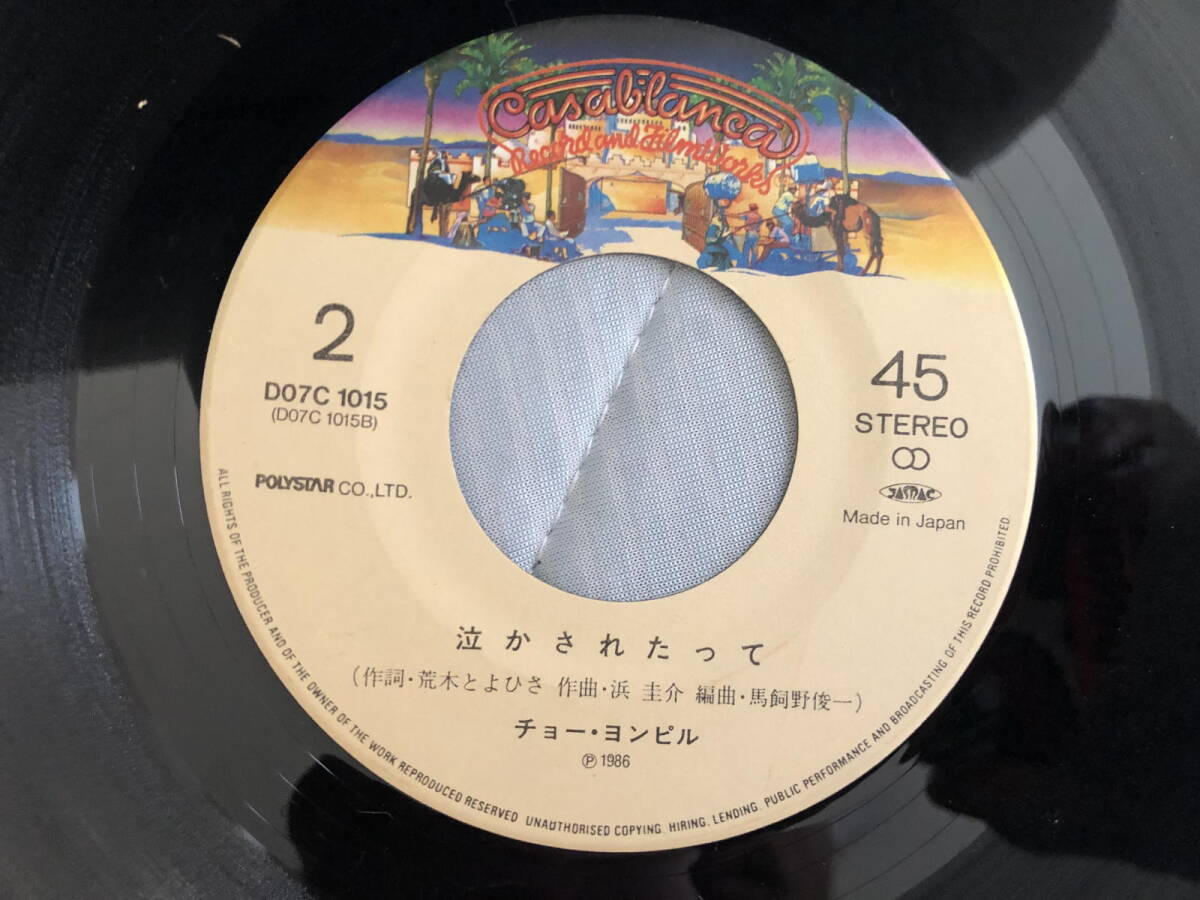 Casablanca
Record and FilmWorks
2
D07C 1015
(D07C 1015B)
POLYSTAR CO.,LTD.
45
STEREO
JASRAC
Made in Japan
泣かされたって
(作詞・荒木とよひさ 作曲・浜 圭介 編曲・馬飼野俊一)
チョー・ヨンピル
Ⓟ1986
ALL RIGHTS OF THE PRODUCER AND OF THE OWNER OF THE WORK REPRODUCED RESERVED UNAUTHORISED COPYING. HIRING. LENDING. PUBLIC PERFORMANCE AND BROADCASTING OF THIS RECORD PROHIBITED.